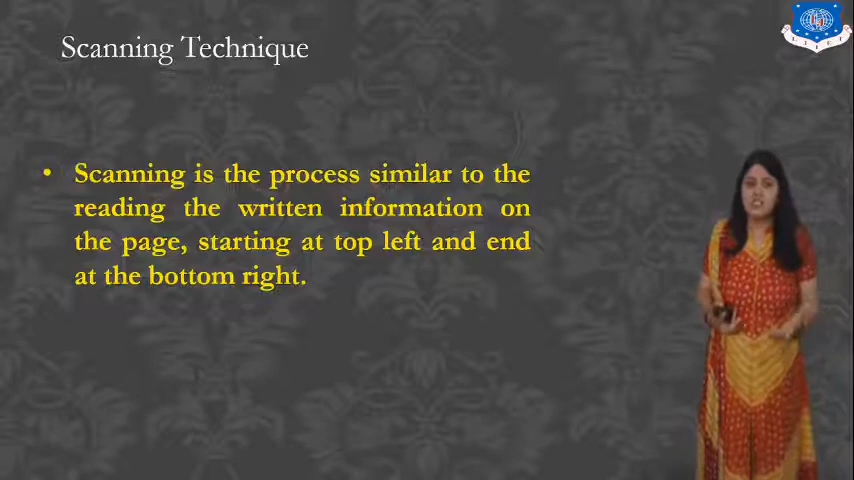 Scanning Technique
• Scanning is the process similar to the
reading the written information on
the page, starting at top left and end
at the bottom right.
LJIET